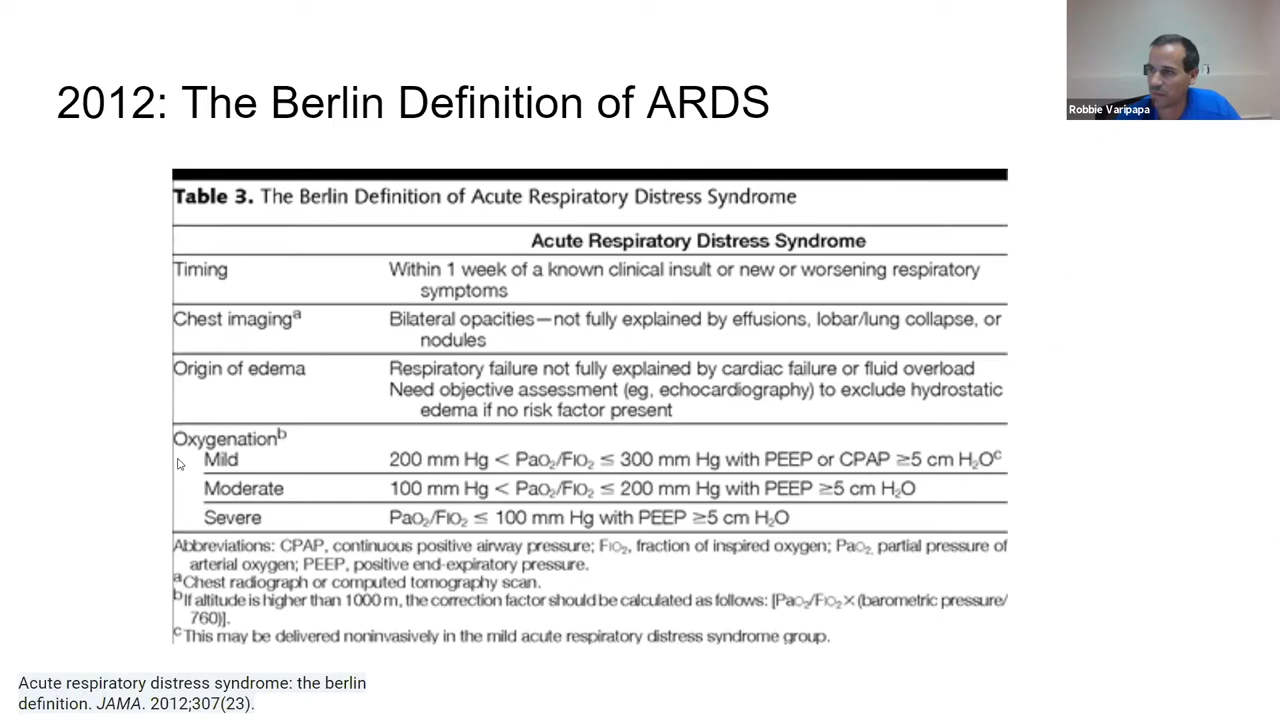 2012: The Berlin Definition of ARDS
Robbie Varipapa
Table 3. The Berlin Definition of Acute Respiratory Distress Syndrome
Acute Respiratory Distress Syndrome
Timing
Within 1 week of a known clinical insult or new or worsening respiratory
symptoms
Chest imagingᵃ
Bilateral opacities—not fully explained by effusions, lobar/lung collapse, or
nodules
Origin of edema
Respiratory failure not fully explained by cardiac failure or fluid overload
Need objective assessment (eg, echocardiography) to exclude hydrostatic
edema if no risk factor present
Oxygenationᵇ
Mild
200 mm Hg < PaO₂/FIO₂ ≤ 300 mm Hg with PEEP or CPAP ≥5 cm H₂Oᶜ
Moderate
100 mm Hg < PaO₂/FIO₂ ≤ 200 mm Hg with PEEP ≥5 cm H₂O
Severe
PaO₂/FIO₂ ≤ 100 mm Hg with PEEP ≥5 cm H₂O
Abbreviations: CPAP, continuous positive airway pressure; FIO₂, fraction of inspired oxygen; PaO₂, partial pressure of
arterial oxygen; PEEP, positive end-expiratory pressure.
ᵃChest radiograph or computed tomography scan.
ᵇIf altitude is higher than 1000 m, the correction factor should be calculated as follows: [PaO₂/FIO₂×(barometric pressure/
760)].
ᶜThis may be delivered noninvasively in the mild acute respiratory distress syndrome group.
Acute respiratory distress syndrome: the berlin
definition. JAMA. 2012;307(23).